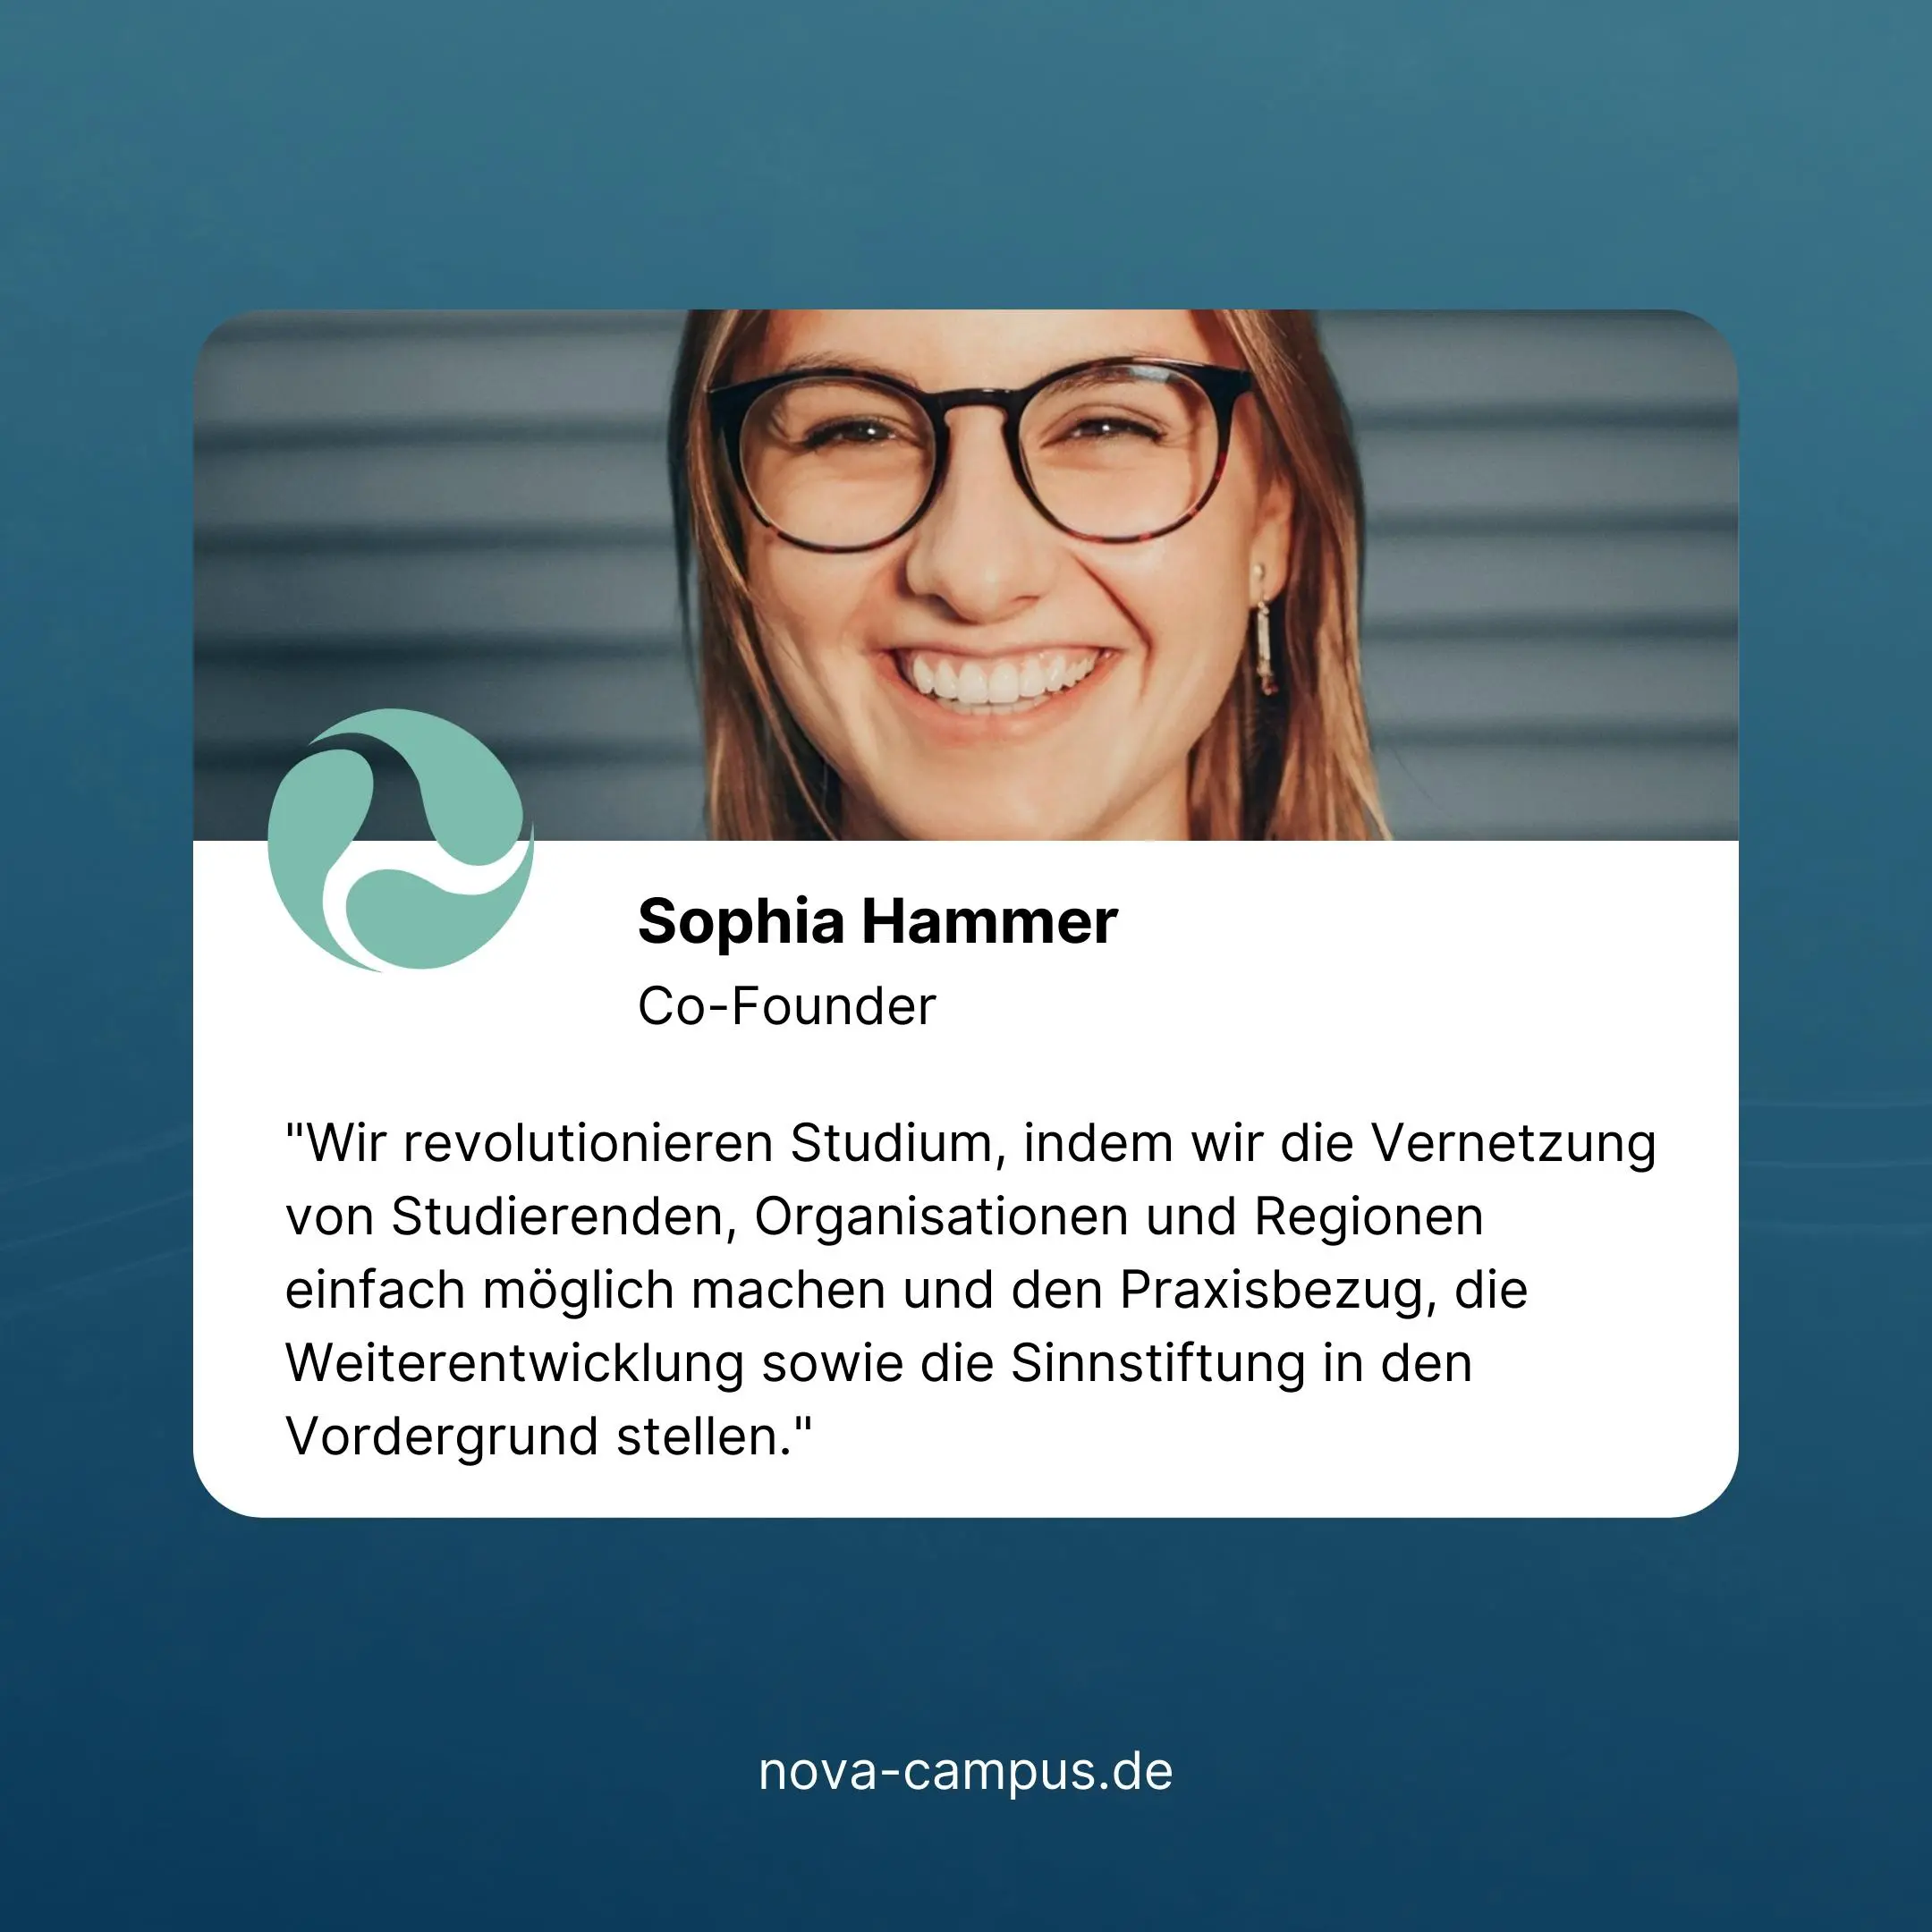 Sophia Hammer
Co-Founder
"Wir revolutionieren Studium, indem wir die Vernetzung
von Studierenden, Organisationen und Regionen
einfach möglich machen und den Praxisbezug, die
Weiterentwicklung sowie die Sinnstiftung in den
Vordergrund stellen."
nova-campus.de